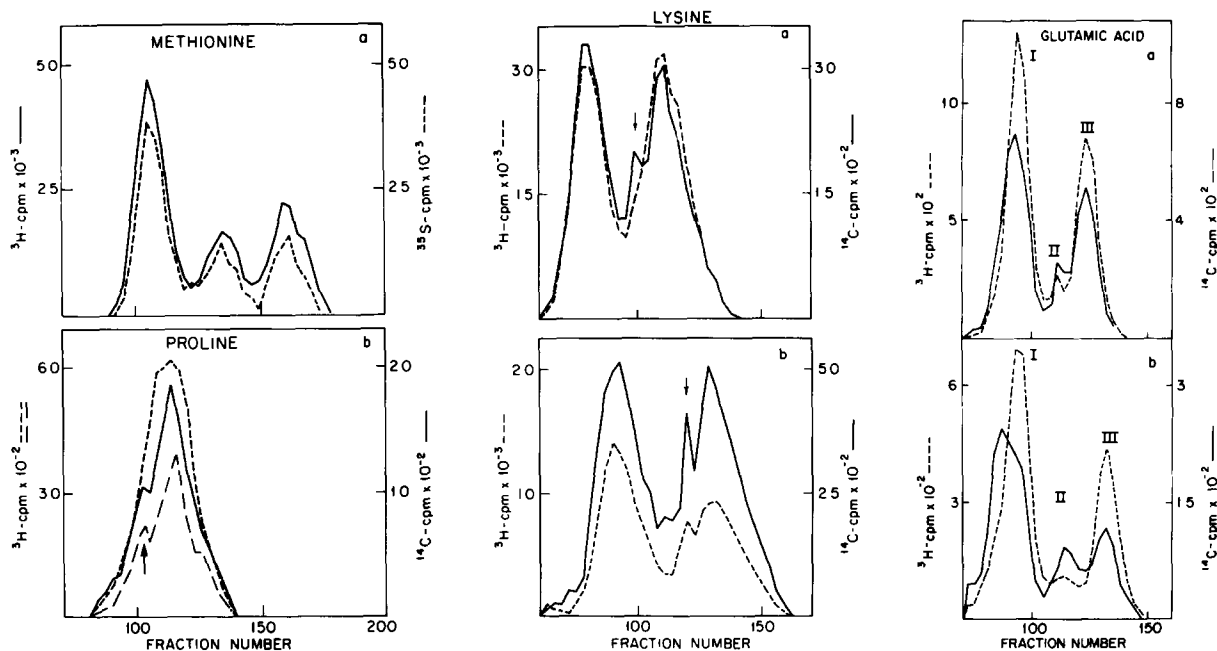 METHIONINE
a
50
25
³H-cpm x 10⁻³
50
25
³⁵S-cpm x 10⁻³
PROLINE
b
60
30
³H-cpm x 10⁻²
20
10
¹⁴C-cpm x 10⁻²
100
150
200
FRACTION NUMBER
LYSINE
a
30
15
³H-cpm x 10⁻³
30
15
¹⁴C-cpm x 10⁻²
b
20
10
³H-cpm x 10⁻³
50
25
¹⁴C-cpm x 10⁻²
100
150
FRACTION NUMBER
GLUTAMIC ACID
a
I
II
III
10
5
³H-cpm x 10⁻²
8
4
¹⁴C-cpm x 10⁻²
b
I
II
III
6
3
³H-cpm x 10⁻²
3
1.5
¹⁴C-cpm x 10⁻²
100
150
FRACTION NUMBER